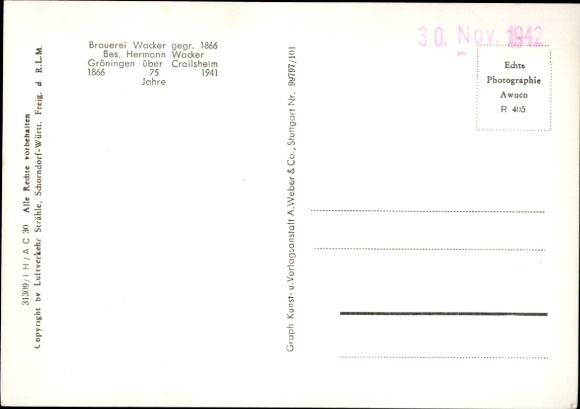 30. Nov. 1942
Brauerei Wacker gegr. 1866
Bes. Hermann Wacker
Gröningen über Crailsheim
1866 75 1941
Jahre
Echte
Photographie
Awuco
R 405
31309/I H/A C 30 Alle Rechte vorbehalten
Copyright by Luftverkehr Strähle, Schorndorf-Württ. Freig. d R.L.M.
Graph Kunst- u.Verlagsanstalt A.Weber & Co., Stuttgart Nr. 99797/101